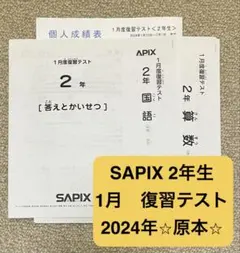 個人成績表
1月度復習テスト<2年生>
1月度復習テスト
2年
[答えとかいせつ]
SAPIX
APIX
1月度復習テスト
2年 国語
1月度復習テスト
2年 算数
SAPIX 2年生
1月 復習テスト
2024年☆原本☆